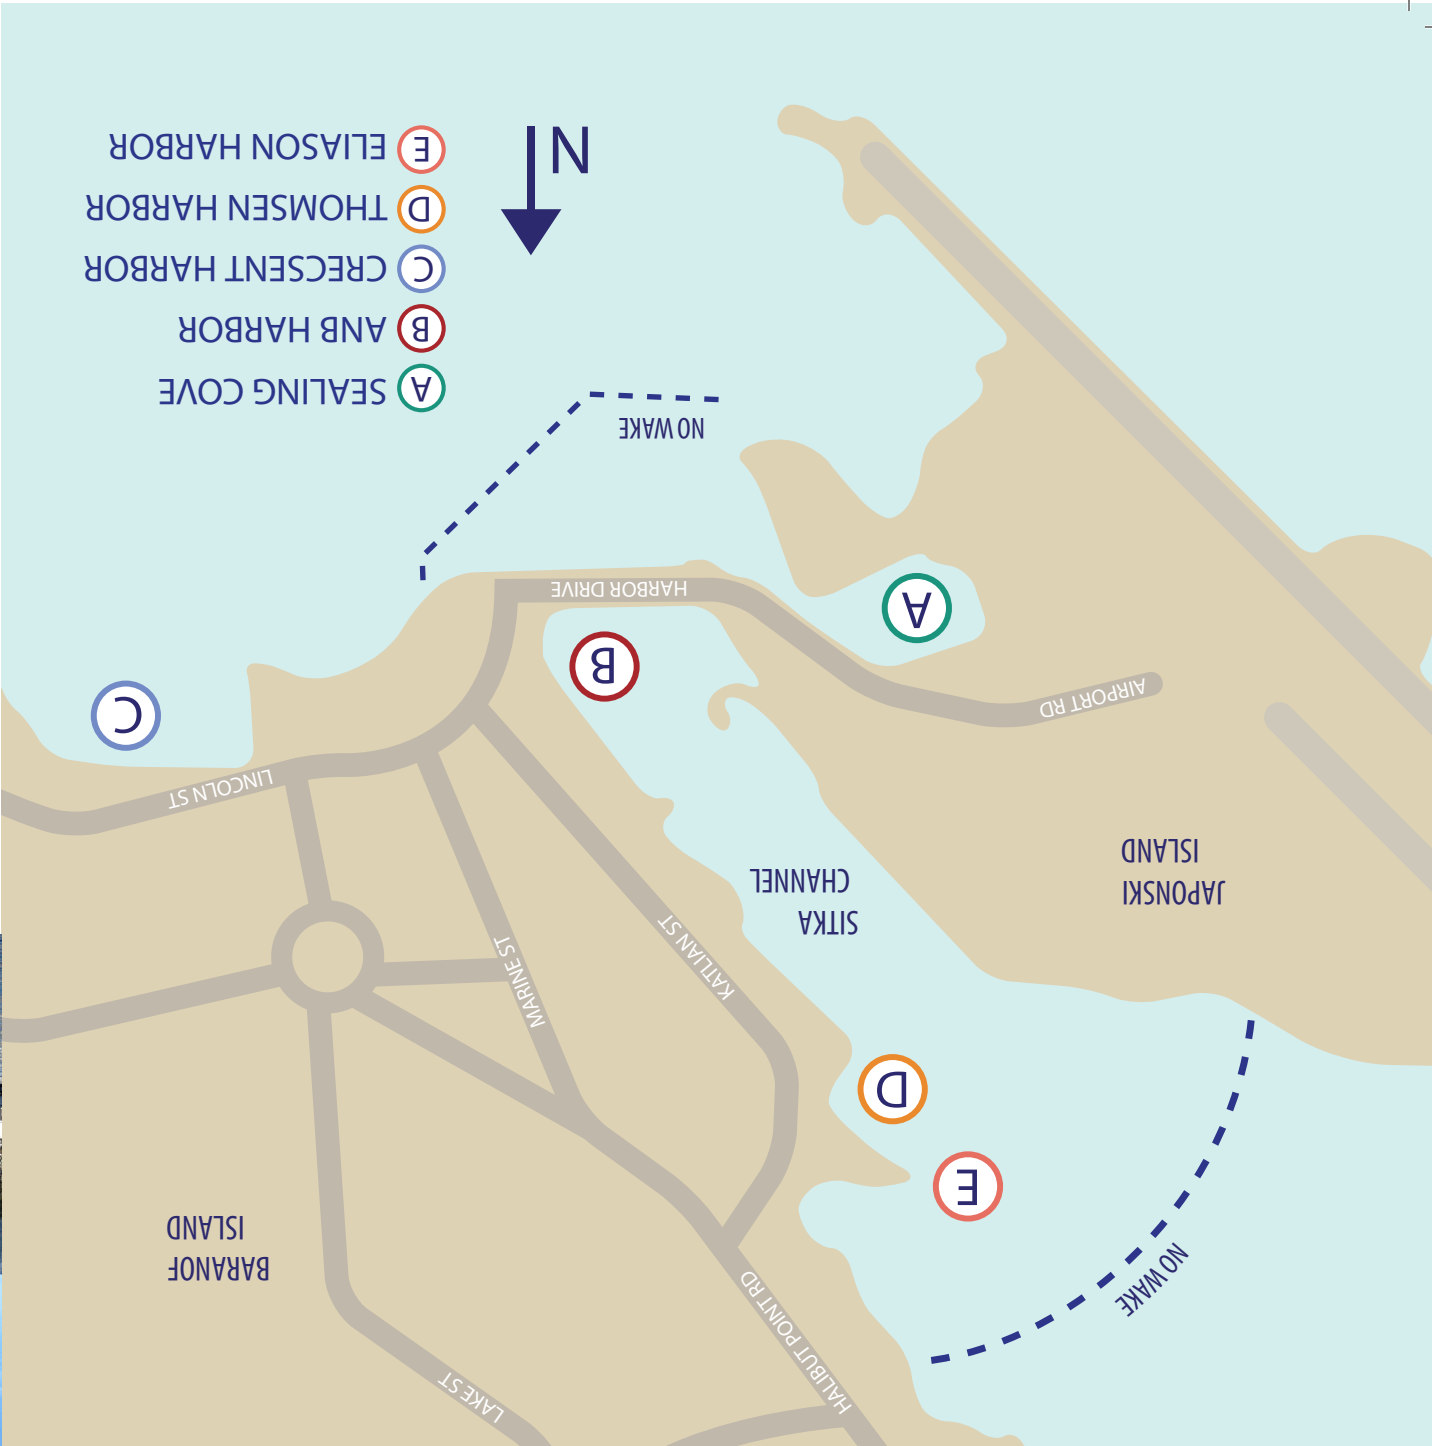 LAKE ST
HALIBUT POINT RD
NO WAKE
BARANOF
ISLAND
E
D
MARINE ST
KATLIAN ST
SITKA
CHANNEL
JAPONSKI
ISLAND
LINCOLN ST
C
AIRPORT RD
B
A
HARBOR DRIVE
NO WAKE
A SEALING COVE
B ANB HARBOR
C CRECSENT HARBOR
D THOMSEN HARBOR
E ELIASON HARBOR
N